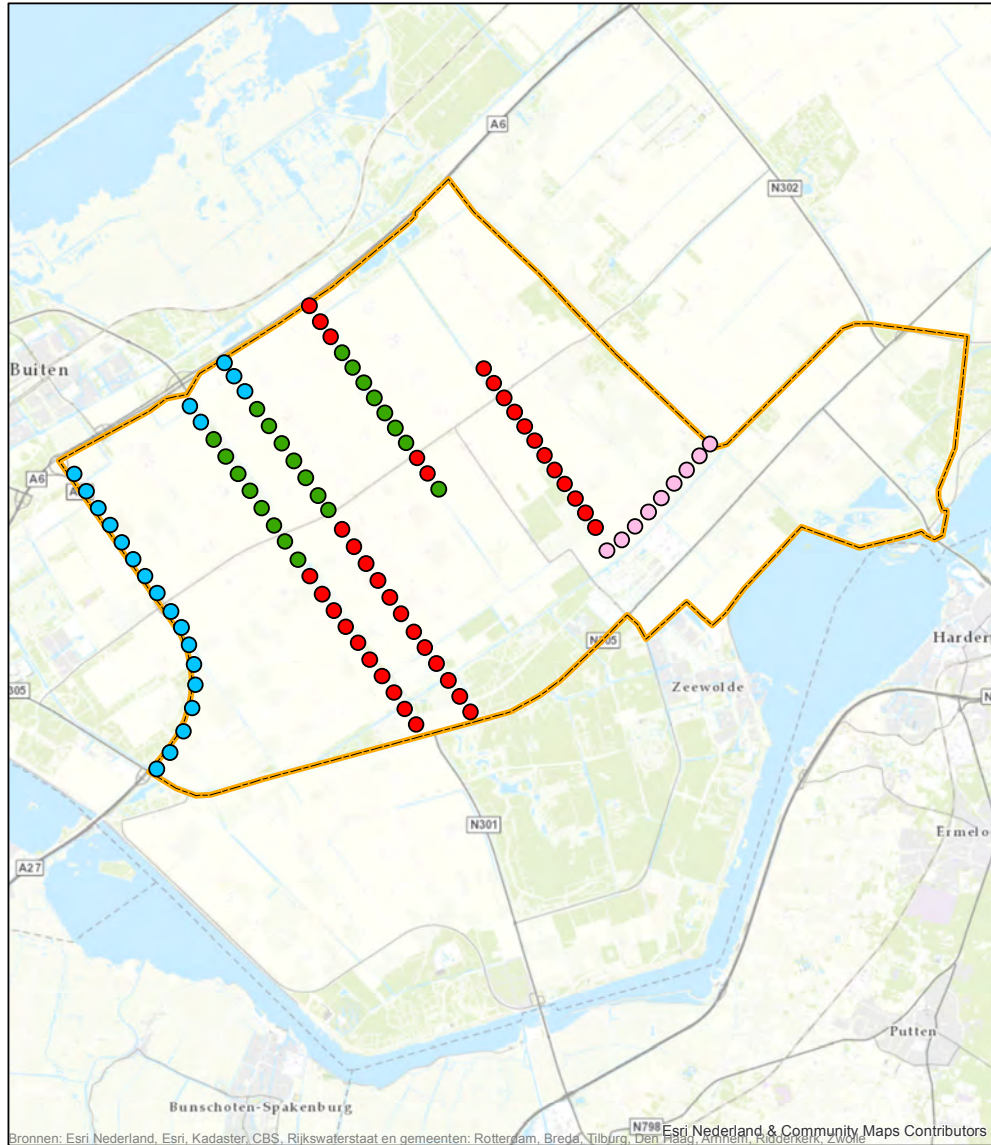 A6
N302
Buiten
A6
A
N305
Harder
305
Zeewolde
N
N301
Ermelo
A27
Putten
Bunschoten-Spakenburg
N798
Esri Nederland & Community Maps Contributors
Bronnen: Esri Nederland, Esri, Kadaster, CBS, Rijkswaterstaat en gemeenten: Rotterdam, Breda, Tilburg, Den Haag, Arnhem, Ridderkerk, Zwolle